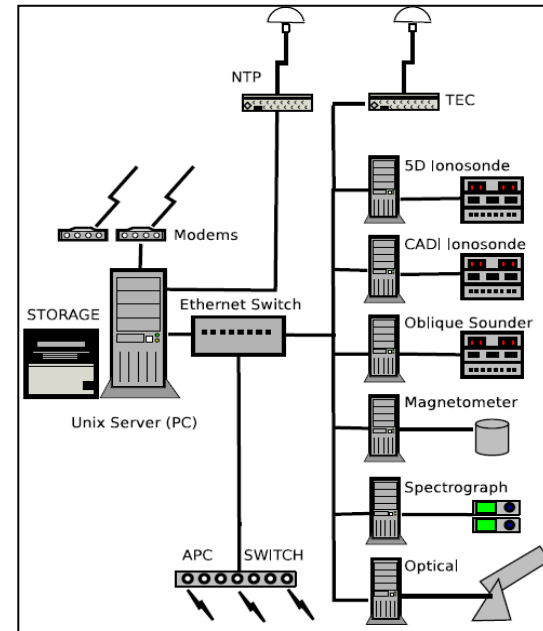 NTP
TEC
5D Ionosonde
Modems
CADI Ionosonde
STORAGE
Ethernet Switch
Oblique Sounder
Unix Server (PC)
Magnetometer
Spectrograph
APC SWITCH
Optical